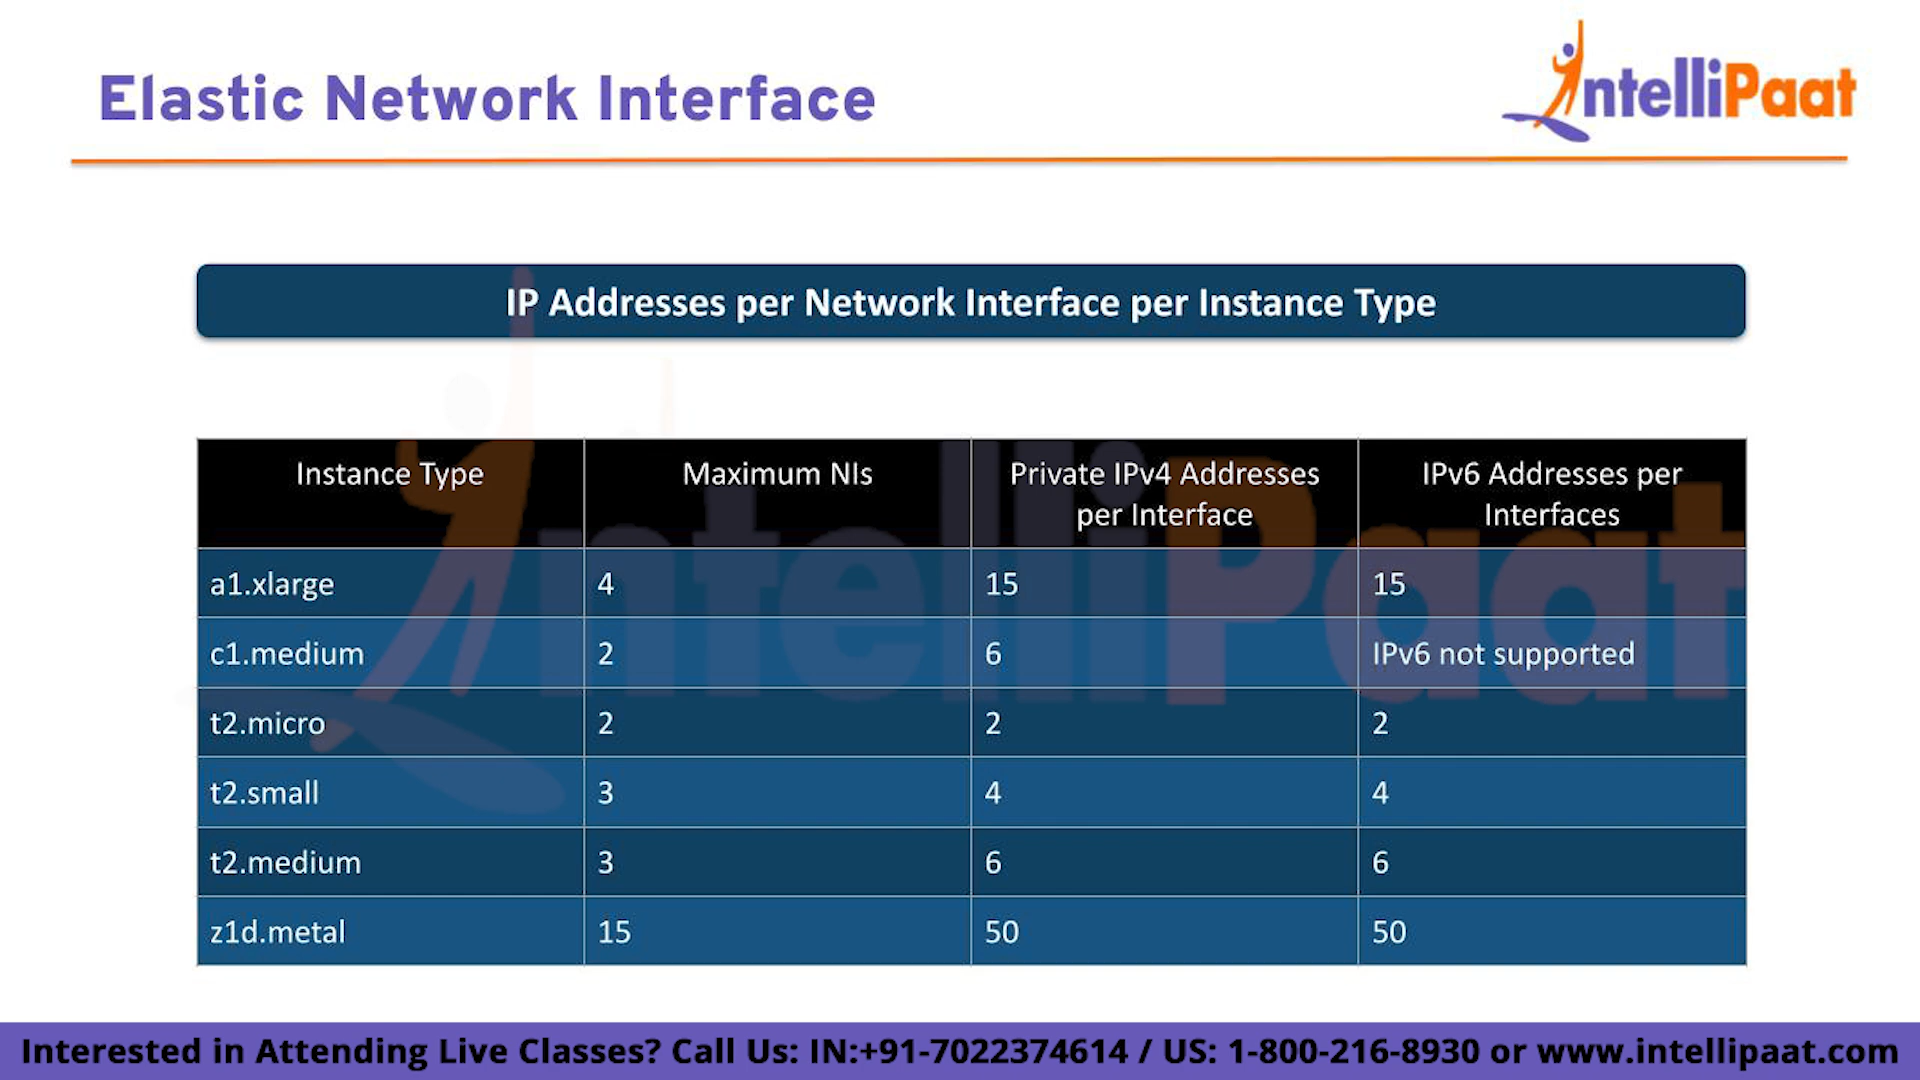 Elastic Network Interface
IntelliPaat
IP Addresses per Network Interface per Instance Type
Instance Type
Maximum NIs
Private IPv4 Addresses
per Interface
IPv6 Addresses per
Interfaces
a1.xlarge 4 15 15
c1.medium 2 6 IPv6 not supported
t2.micro 2 2 2
t2.small 3 4 4
t2.medium 3 6 6
z1d.metal 15 50 50
IntelliPaat
Interested in Attending Live Classes? Call Us: IN:+91-7022374614 / US: 1-800-216-8930 or www.intellipaat.com